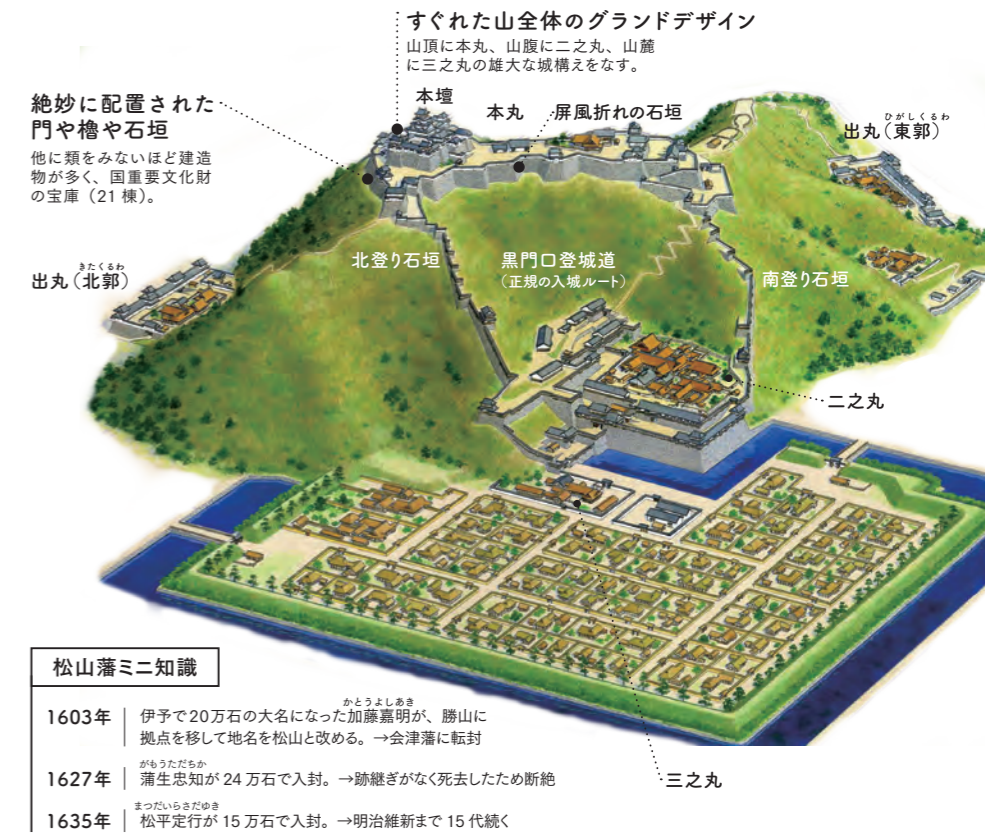 すぐれた山全体のグランドデザイン
山頂に本丸、山腹に二之丸、山麓
に三之丸の雄大な城構えをなす。
絶妙に配置された
門や櫓や石垣
他に類をみないほど建造
物が多く、国重要文化財
の宝庫（21棟）。
本壇
本丸
屏風折れの石垣
ひがしくるわ
出丸（東郭）
きたくるわ
出丸（北郭）
北登り石垣
黒門口登城道
（正規の入城ルート）
南登り石垣
二之丸
三之丸
松山藩ミニ知識
かとうよしあき
1603年 伊予で20万石の大名になった加藤嘉明が、勝山に
拠点を移して地名を松山と改める。→会津藩に転封
がもうただちか
1627年 蒲生忠知が24万石で入封。→跡継ぎがなく死去したため断絶
まつだいらさだゆき
1635年 松平定行が15万石で入封。→明治維新まで15代続く